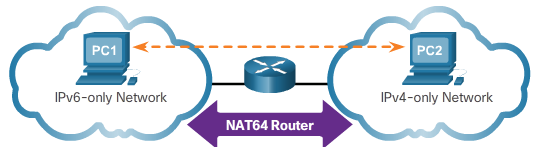 PC1
PC2
IPv6-only Network
IPv4-only Network
NAT64 Router